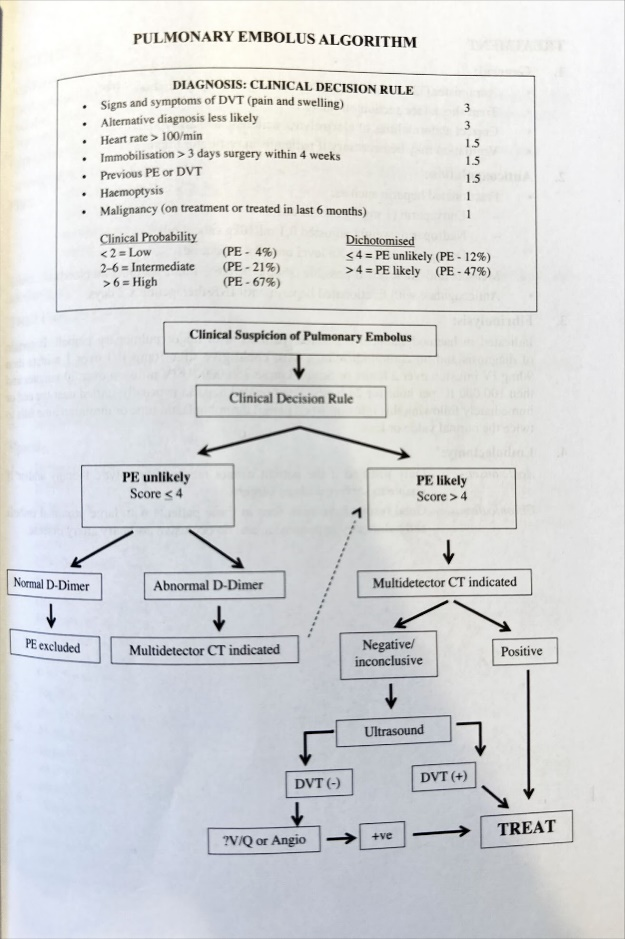 PULMONARY EMBOLUS ALGORITHM
DIAGNOSIS: CLINICAL DECISION RULE
• Signs and symptoms of DVT (pain and swelling) 3
• Alternative diagnosis less likely 3
• Heart rate > 100/min 1.5
• Immobilisation > 3 days surgery within 4 weeks 1.5
• Previous PE or DVT 1.5
• Haemoptysis 1
• Malignancy (on treatment or treated in last 6 months) 1
Clinical Probability
< 2 = Low (PE - 4%)
2–6 = Intermediate (PE - 21%)
> 6 = High (PE - 67%)
Dichotomised
≤ 4 = PE unlikely (PE - 12%)
> 4 = PE likely (PE - 47%)
Clinical Suspicion of Pulmonary Embolus
Clinical Decision Rule
PE unlikely
Score ≤ 4
PE likely
Score > 4
Normal D-Dimer
Abnormal D-Dimer
Multidetector CT indicated
PE excluded
Multidetector CT indicated
Negative/
inconclusive
Positive
Ultrasound
DVT (-)
DVT (+)
?V/Q or Angio
+ve
TREAT